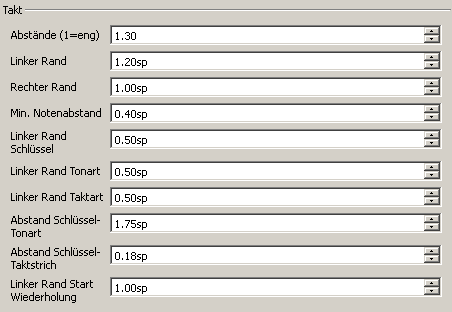 Takt
Abstände (1=eng) 1.30
Linker Rand 1.20sp
Rechter Rand 1.00sp
Min. Notenabstand 0.40sp
Linker Rand
Schlüssel 0.50sp
Linker Rand Tonart 0.50sp
Linker Rand Taktart 0.50sp
Abstand Schlüssel-
Tonart 1.75sp
Abstand Schlüssel-
Taktstrich 0.18sp
Linker Rand Start
Wiederholung 1.00sp